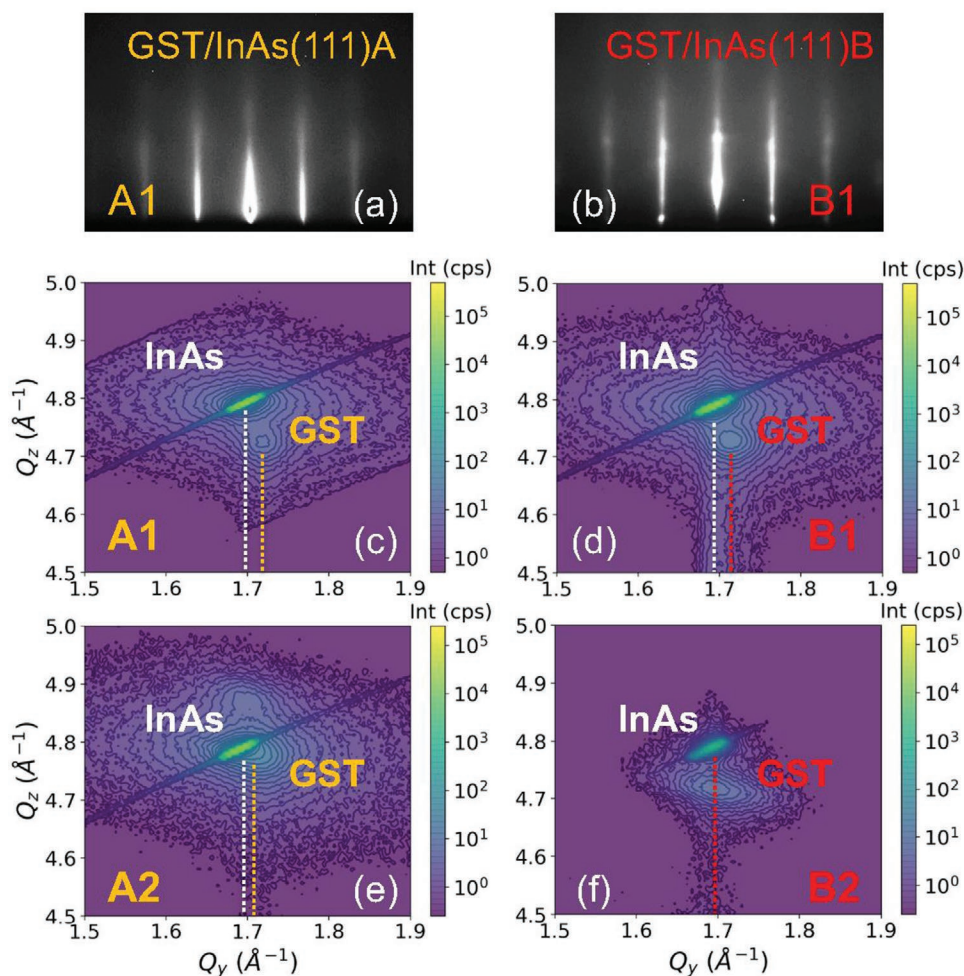 GST/InAs(111)A
A1
(a)
GST/InAs(111)B
(b)
B1
Int (cps)
5.0
4.9
4.8
4.7
4.6
4.5
Q_z (Å⁻¹)
InAs
GST
A1
(c)
1.5 1.6 1.7 1.8 1.9
Q_y (Å⁻¹)
10⁵
10⁴
10³
10²
10¹
10⁰
Int (cps)
5.0
4.9
4.8
4.7
4.6
4.5
InAs
GST
(d)
B1
1.5 1.6 1.7 1.8 1.9
Q_y (Å⁻¹)
10⁵
10⁴
10³
10²
10¹
10⁰
Int (cps)
5.0
4.9
4.8
4.7
4.6
4.5
Q_z (Å⁻¹)
InAs
GST
A2
(e)
1.5 1.6 1.7 1.8 1.9
Q_y (Å⁻¹)
10⁵
10⁴
10³
10²
10¹
10⁰
Int (cps)
5.0
4.9
4.8
4.7
4.6
4.5
InAs
GST
(f)
B2
1.5 1.6 1.7 1.8 1.9
Q_y (Å⁻¹)
10⁵
10⁴
10³
10²
10¹
10⁰